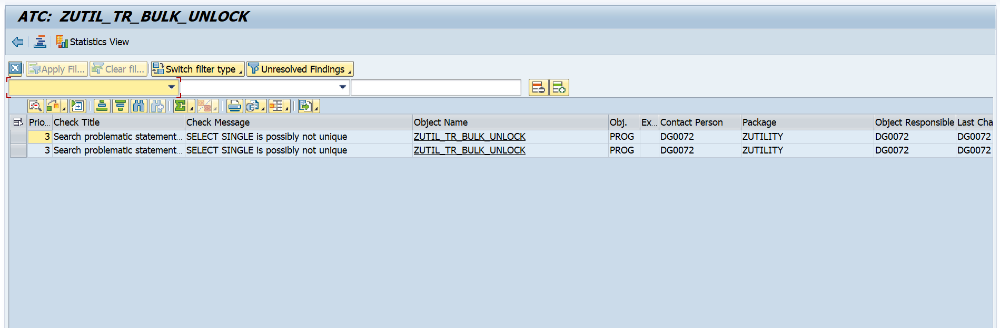 ATC: ZUTIL_TR_BULK_UNLOCK
Statistics View
Apply Fil... Clear fil... Switch filter type Unresolved Findings
Prio... Check Title Check Message Object Name Obj. Ex... Contact Person Package Object Responsible Last Cha
3 Search problematic statement... SELECT SINGLE is possibly not unique ZUTIL_TR_BULK_UNLOCK PROG DG0072 ZUTILITY DG0072 DG0072
3 Search problematic statement... SELECT SINGLE is possibly not unique ZUTIL_TR_BULK_UNLOCK PROG DG0072 ZUTILITY DG0072 DG0072